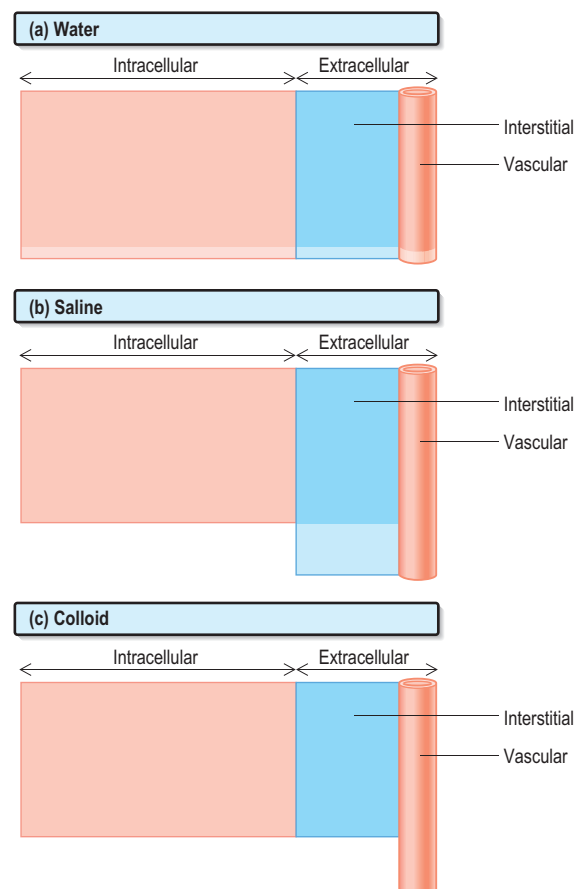 (a) Water
Intracellular Extracellular
Interstitial
Vascular
(b) Saline
Intracellular Extracellular
Interstitial
Vascular
(c) Colloid
Intracellular Extracellular
Interstitial
Vascular